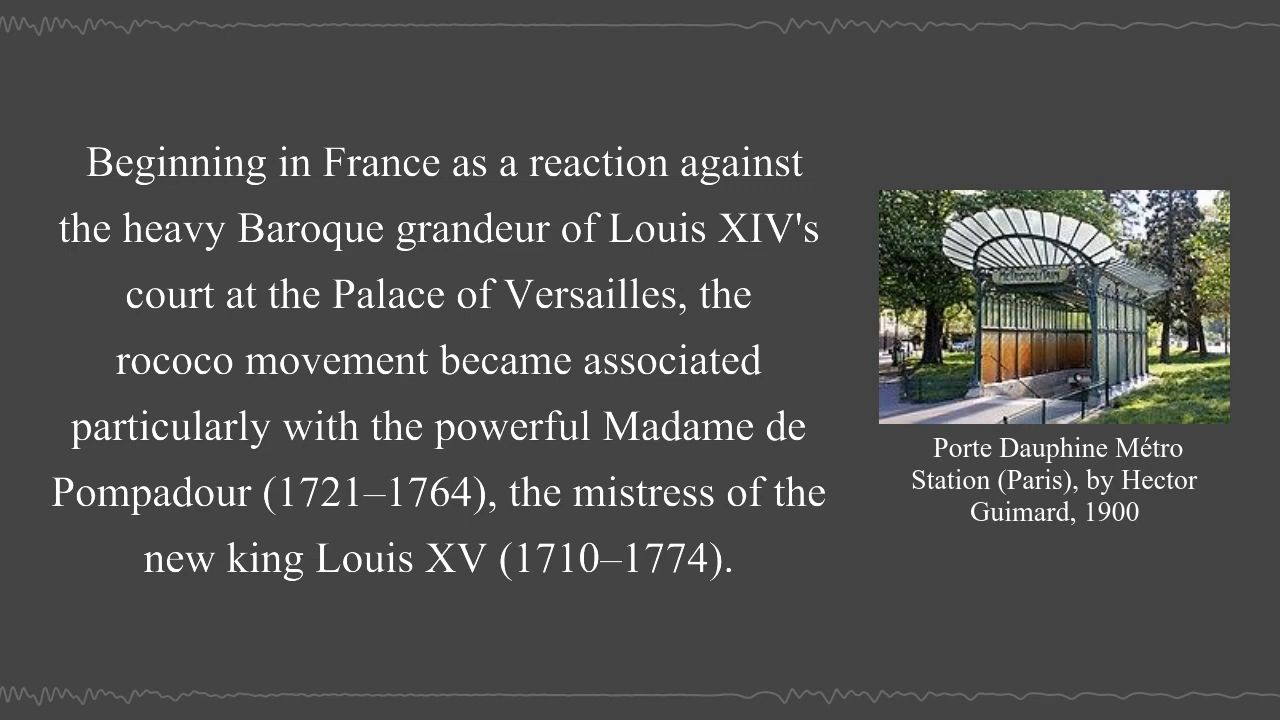 Beginning in France as a reaction against
the heavy Baroque grandeur of Louis XIV's
court at the Palace of Versailles, the
rococo movement became associated
particularly with the powerful Madame de
Pompadour (1721–1764), the mistress of the
new king Louis XV (1710–1774).
METROPOLITAIN
Porte Dauphine Métro
Station (Paris), by Hector
Guimard, 1900